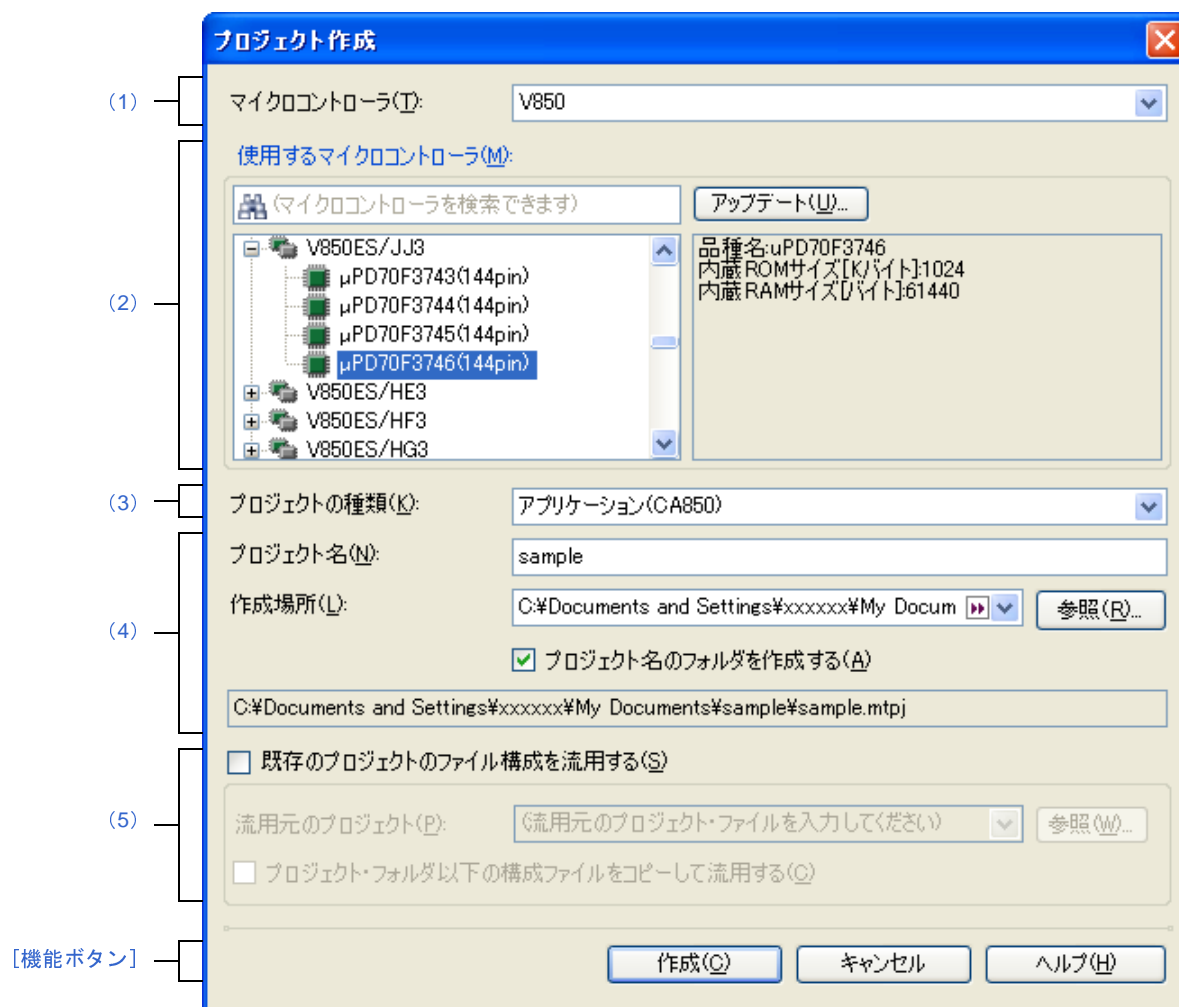 プロジェクト作成
(1)
マイクロコントローラ(T):
V850
使用するマイクロコントローラ(M):
(マイクロコントローラを検索できます)
アップデート(U)...
(2)
V850ES/JJ3
μPD70F3743(144pin)
μPD70F3744(144pin)
μPD70F3745(144pin)
μPD70F3746(144pin)
V850ES/HE3
V850ES/HF3
V850ES/HG3
品種名:uPD70F3746
内蔵ROMサイズ[Kバイト]:1024
内蔵RAMサイズ[バイト]:61440
(3)
プロジェクトの種類(K):
アプリケーション(CA850)
(4)
プロジェクト名(N):
sample
作成場所(L):
C:¥Documents and Settings¥xxxxxx¥My Docum
参照(R)...
プロジェクト名のフォルダを作成する(A)
C:¥Documents and Settings¥xxxxxx¥My Documents¥sample¥sample.mtpj
(5)
既存のプロジェクトのファイル構成を流用する(S)
流用元のプロジェクト(P):
(流用元のプロジェクト・ファイルを入力してください)
参照(W)...
プロジェクト・フォルダ以下の構成ファイルをコピーして流用する(O)
[機能ボタン]
作成(C)
キャンセル
ヘルプ(H)